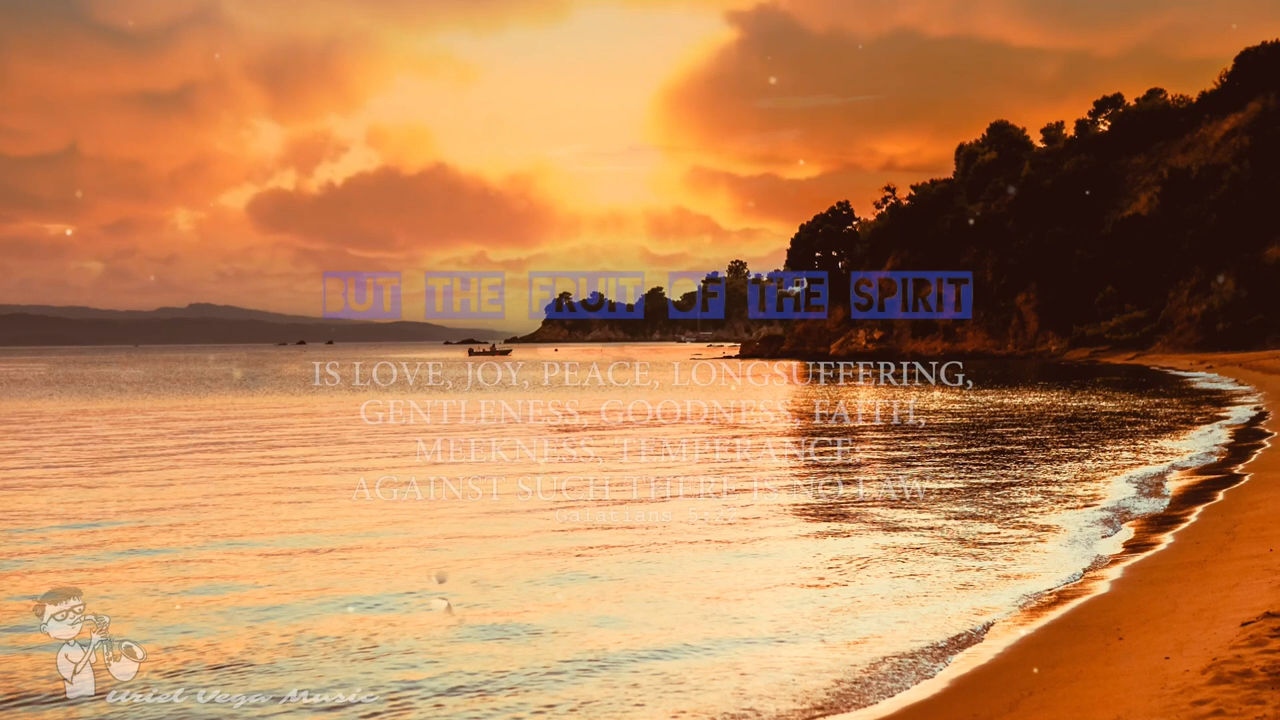 BUT THE FRUIT OF THE SPIRIT
IS LOVE, JOY, PEACE, LONGSUFFERING,
GENTLENESS, GOODNESS, FAITH,
MEEKNESS, TEMPERANCE
AGAINST SUCH THERE IS NO LAW
Galatians
Uriel Vega Music